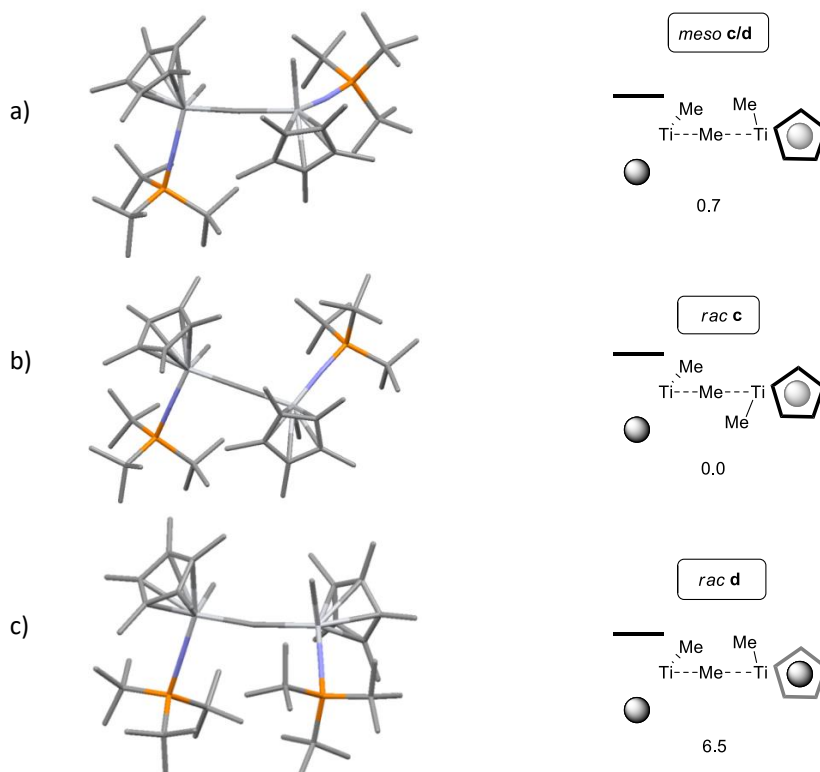 a)
meso c/d
Me Me
Ti Me Ti
0.7
b)
rac c
Me
Ti Me Ti
Me
0.0
c)
rac d
Me Me
Ti Me Ti
6.5